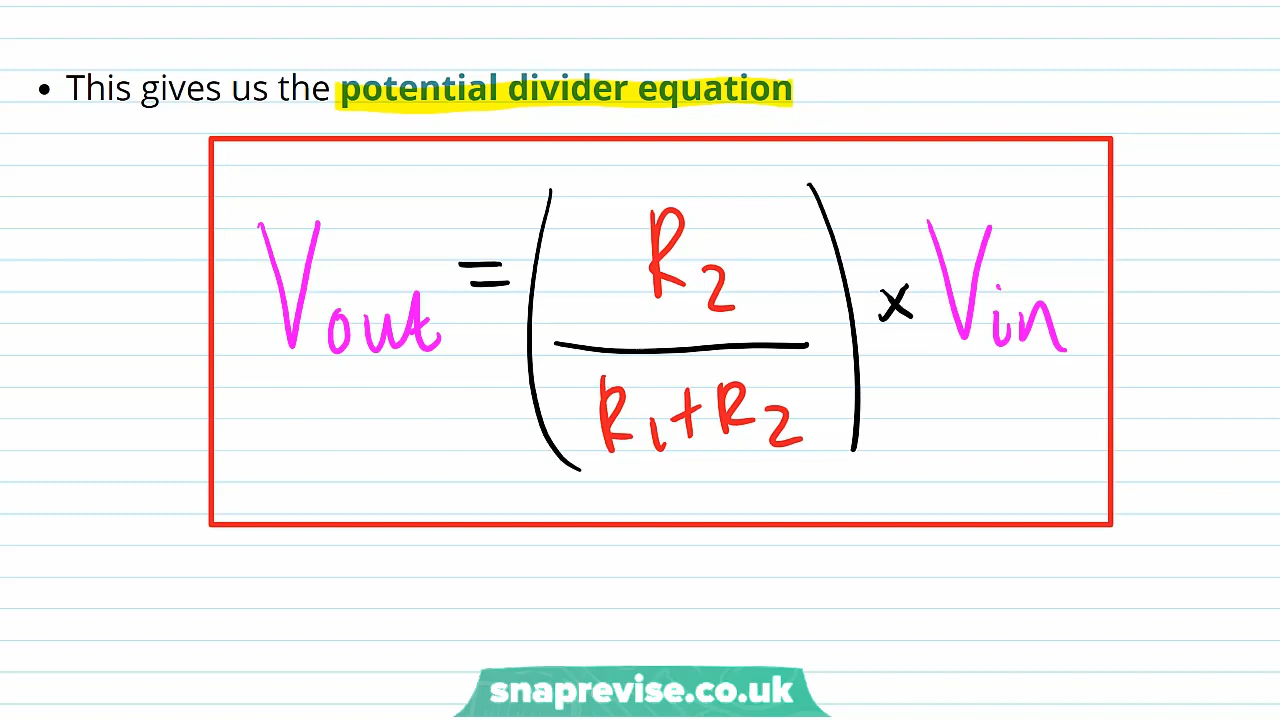 • This gives us the potential divider equation
Vout = (R2 / (R1 + R2)) × Vin
snaprevise.co.uk